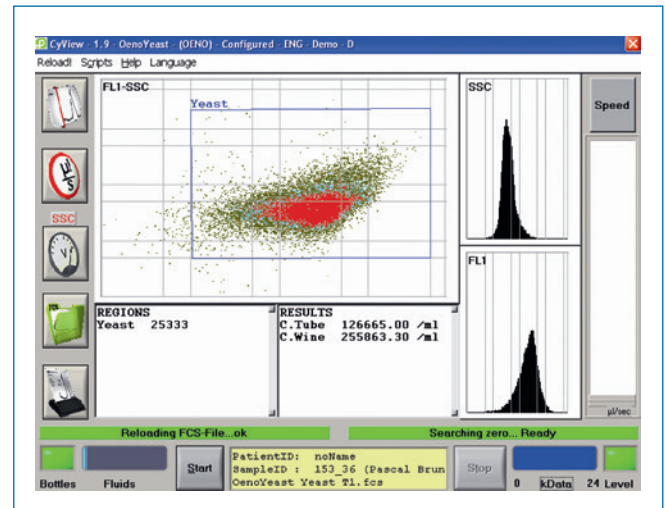 CyView - 1.9 - OenoYeast - (OENO) - Configured - ENG - Demo - D
Reload! Scripts Help Language
FL1-SSC
Yeast
SSC
Speed
SSC
FL1
REGIONS
Yeast 25333
RESULTS
C.Tube 126665.00 /ml
C.Wine 255863.30 /ml
µl/sec
Reloading FCS-File...ok
Searching zero... Ready
Bottles
Fluids
Start
PatientID: noName
SampleID : 153_36 (Pascal Brun
OenoYeast Yeast T1.fcs
Stop
0 kData 24 Level